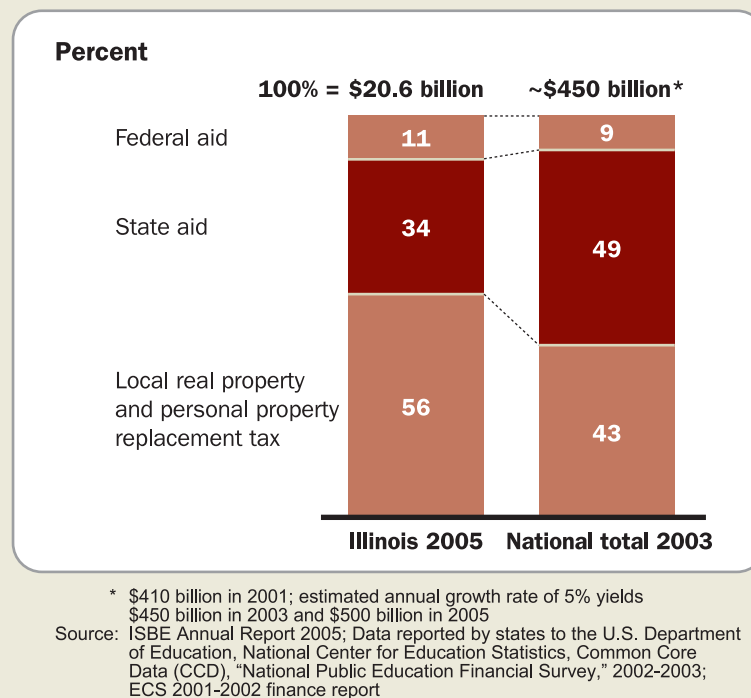 Percent
100% = $20.6 billion
~$450 billion*
Federal aid
11
9
State aid
34
49
Local real property
and personal property
replacement tax
56
43
Illinois 2005
National total 2003
* $410 billion in 2001; estimated annual growth rate of 5% yields
$450 billion in 2003 and $500 billion in 2005
Source: ISBE Annual Report 2005; Data reported by states to the U.S. Department
of Education, National Center for Education Statistics, Common Core
Data (CCD), “National Public Education Financial Survey,” 2002-2003;
ECS 2001-2002 finance report